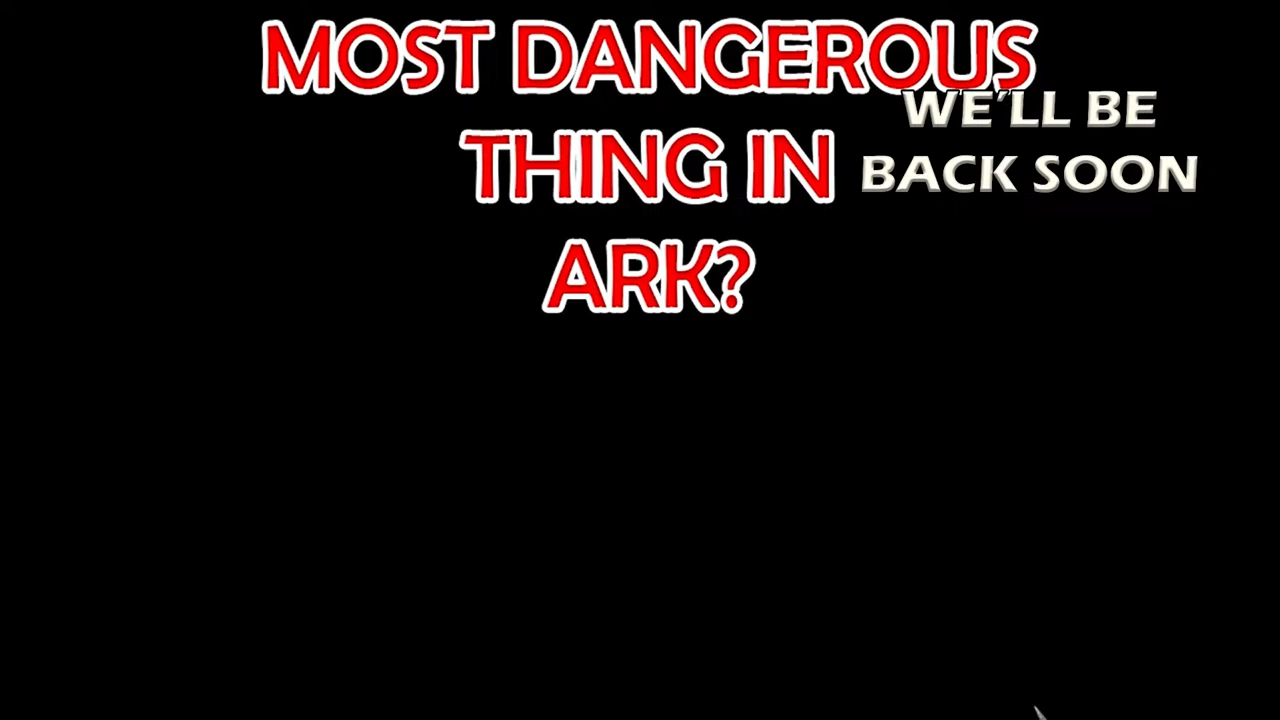 MOST DANGEROUS
THING IN
ARK?
WE'LL BE
BACK SOON